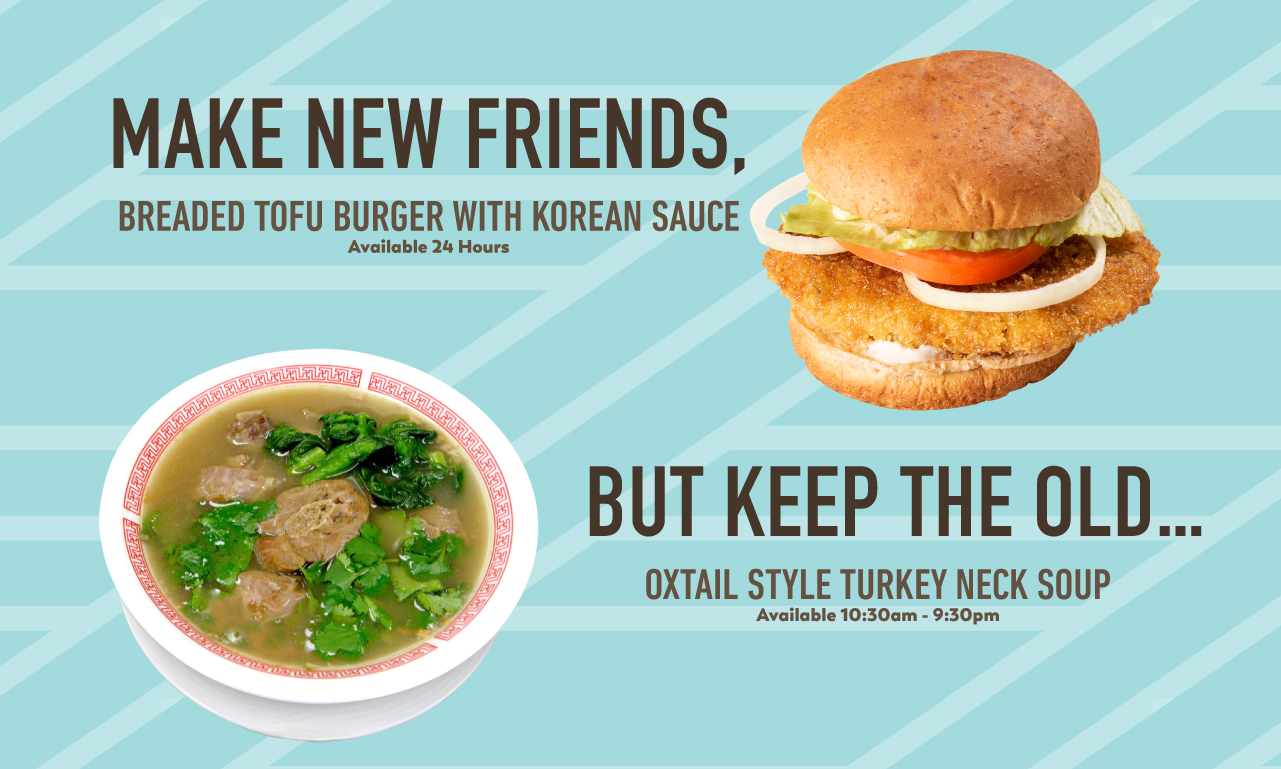 MAKE NEW FRIENDS,
BREADED TOFU BURGER WITH KOREAN SAUCE
Available 24 Hours
BUT KEEP THE OLD...
OXTAIL STYLE TURKEY NECK SOUP
Available 10:30am - 9:30pm